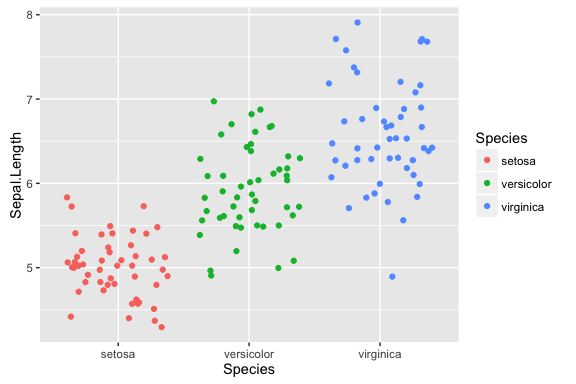 8
7
6
5
Sepal.Length
setosa
versicolor
virginica
Species
Species
setosa
versicolor
virginica